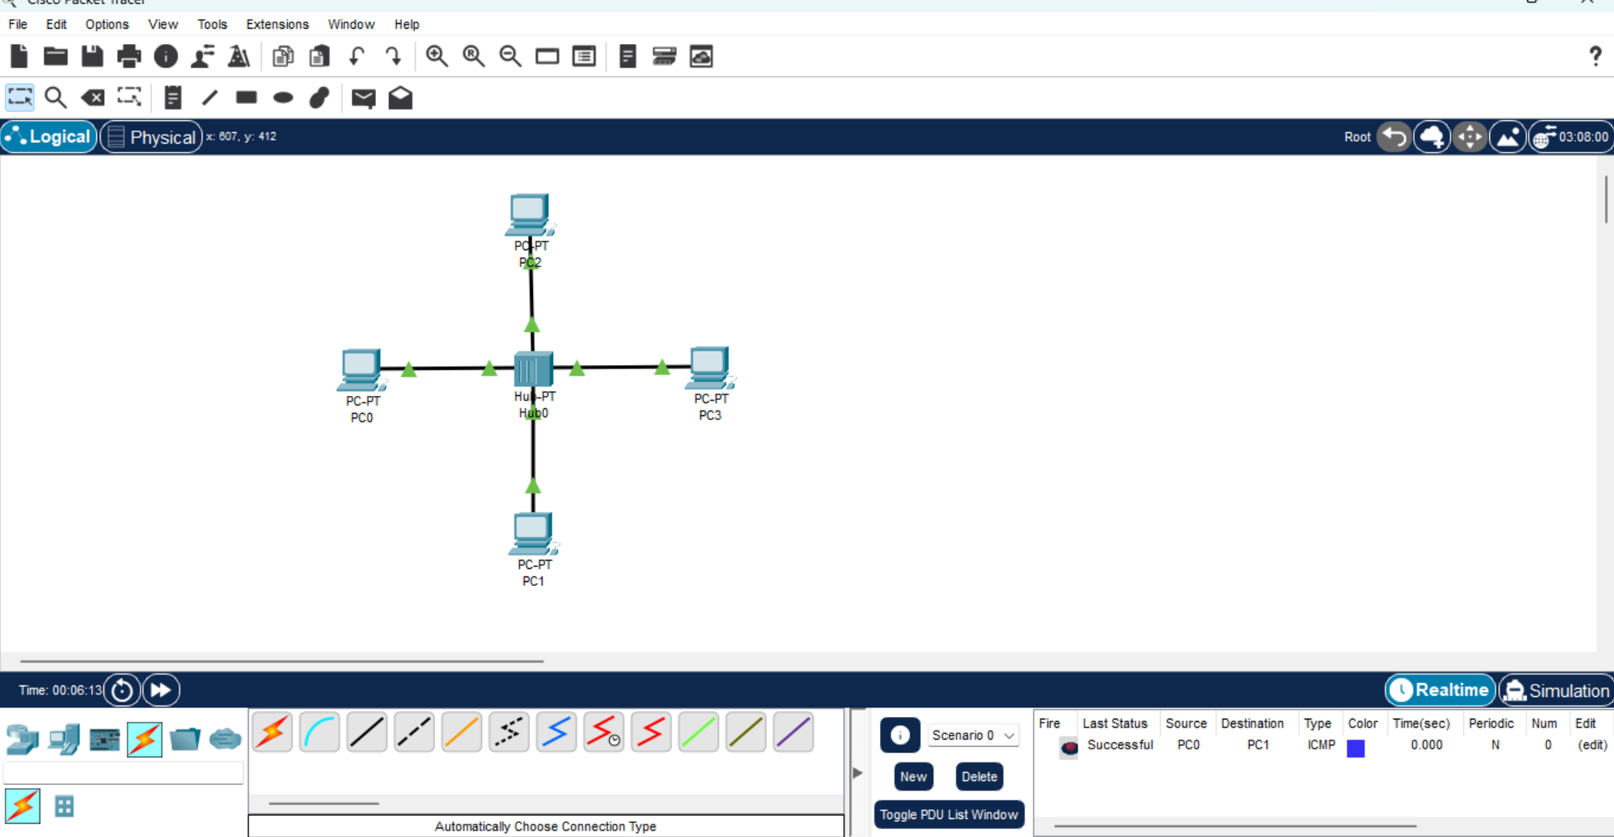 Cisco Packet Tracer
File Edit Options View Tools Extensions Window Help
?
Logical Physical x: 607, y: 412 Root 03:08:00
PC-PT
PC2
PC-PT
PC0
Hub-PT
Hub0
PC-PT
PC3
PC-PT
PC1
Time: 00:06:13 Realtime Simulation
Scenario 0
New Delete
Toggle PDU List Window
Fire Last Status Source Destination Type Color Time(sec) Periodic Num Edit
Successful PC0 PC1 ICMP 0.000 N 0 (edit)
Automatically Choose Connection Type